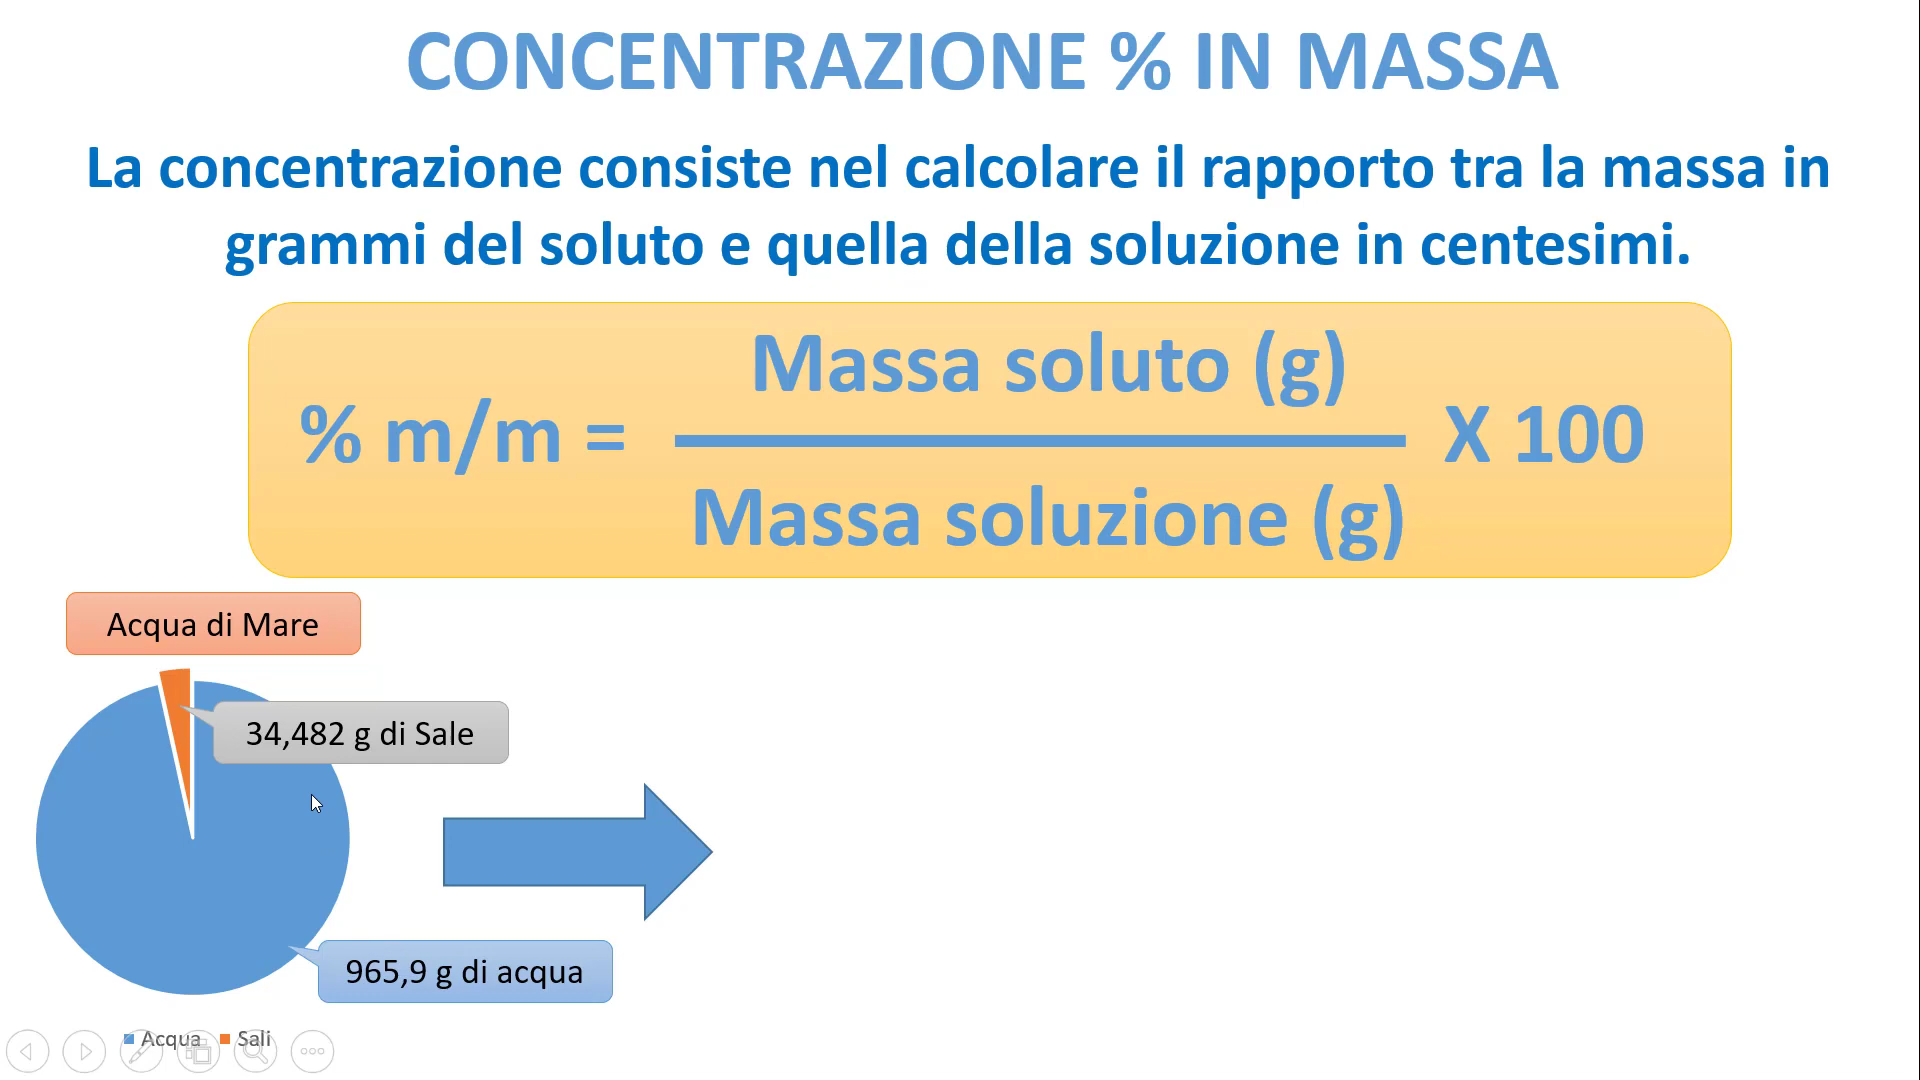 CONCENTRAZIONE % IN MASSA
La concentrazione consiste nel calcolare il rapporto tra la massa in
grammi del soluto e quella della soluzione in centesimi.
Massa soluto (g)
% m/m = X 100
Massa soluzione (g)
Acqua di Mare
34,482 g di Sale
965,9 g di acqua
Acqua Sali